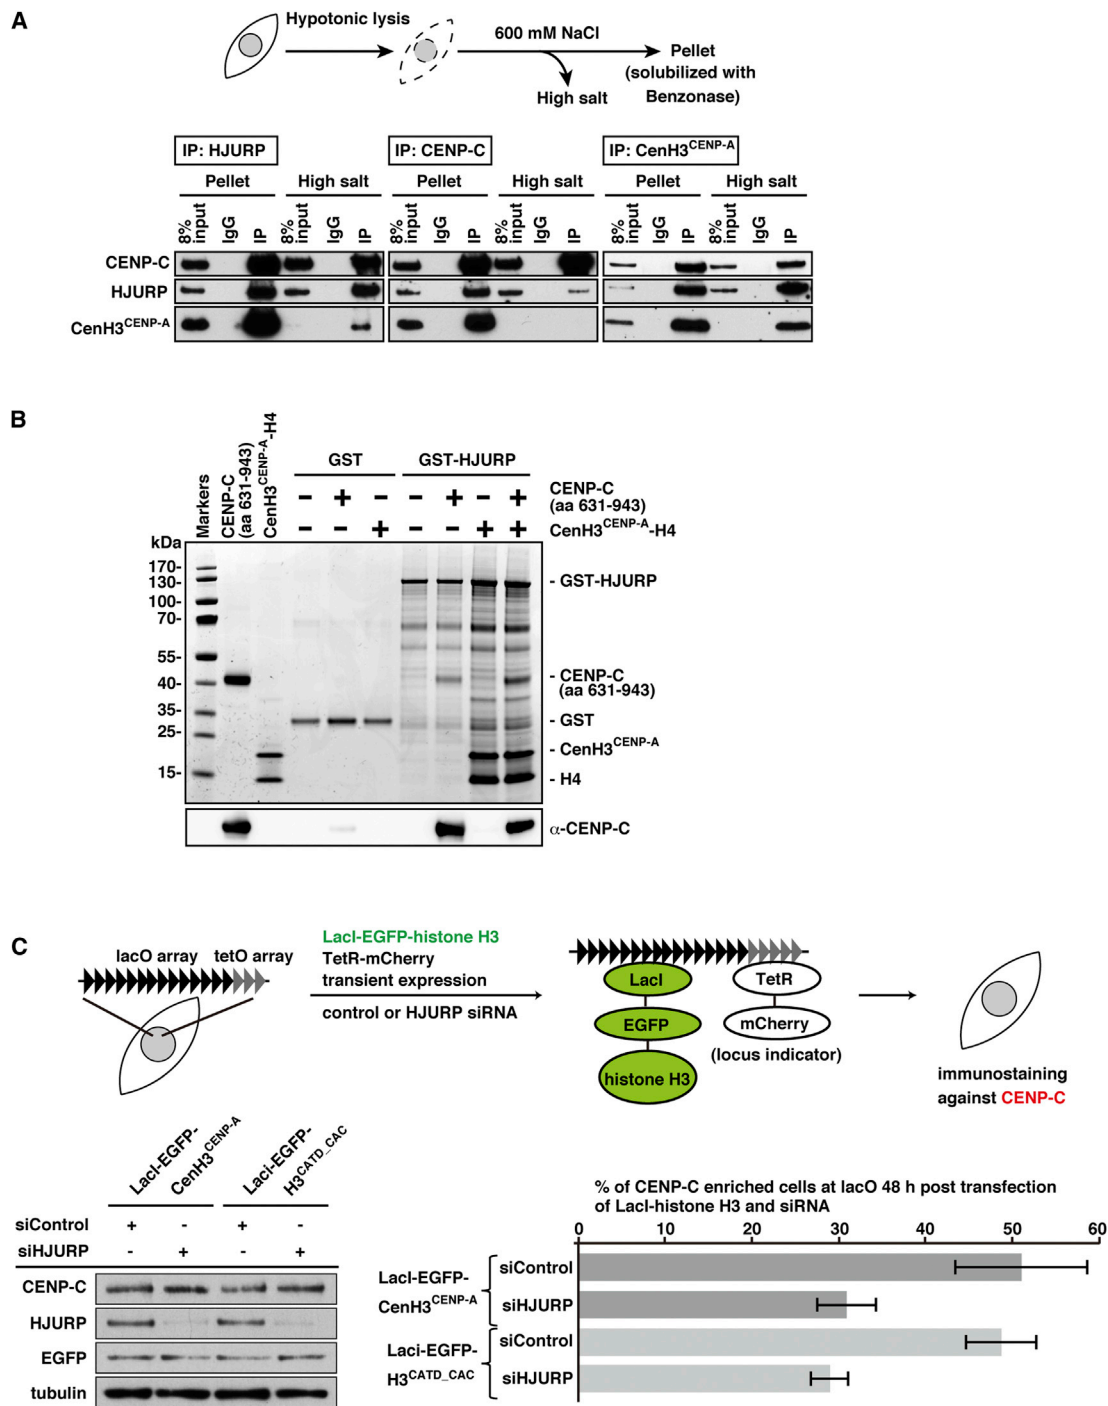 A
Hypotonic lysis
600 mM NaCl
Pellet
(solubilized with
Benzonase)
High salt
IP: HJURP
IP: CENP-C
IP: CenH3CENP-A
Pellet High salt Pellet High salt Pellet High salt
8% input IgG IP 8% input IgG IP 8% input IgG IP 8% input IgG IP 8% input IgG IP 8% input IgG IP
CENP-C
HJURP
CenH3CENP-A
B
Markers
CENP-C
(aa 631-943)
CenH3CENP-A-H4
GST GST-HJURP
- + - - + - + CENP-C
(aa 631-943)
- - + - - + + CenH3CENP-A-H4
kDa
170-
130-
100-
70-
55-
40-
35-
25-
15-
- GST-HJURP
- CENP-C
(aa 631-943)
- GST
- CenH3CENP-A
- H4
α-CENP-C
C
lacO array tetO array
LacI-EGFP-histone H3
TetR-mCherry
transient expression
control or HJURP siRNA
LacI
EGFP
histone H3
TetR
mCherry
(locus indicator)
immunostaining
against CENP-C
LacI-EGFP-
CenH3CENP-A
Laci-EGFP-
H3CATD_CAC
siControl + - + -
siHJURP - + - +
CENP-C
HJURP
EGFP
tubulin
% of CENP-C enriched cells at lacO 48 h post transfection
of LacI-histone H3 and siRNA
0 10 20 30 40 50 60
LacI-EGFP-
CenH3CENP-A
siControl
siHJURP
Laci-EGFP-
H3CATD_CAC
siControl
siHJURP